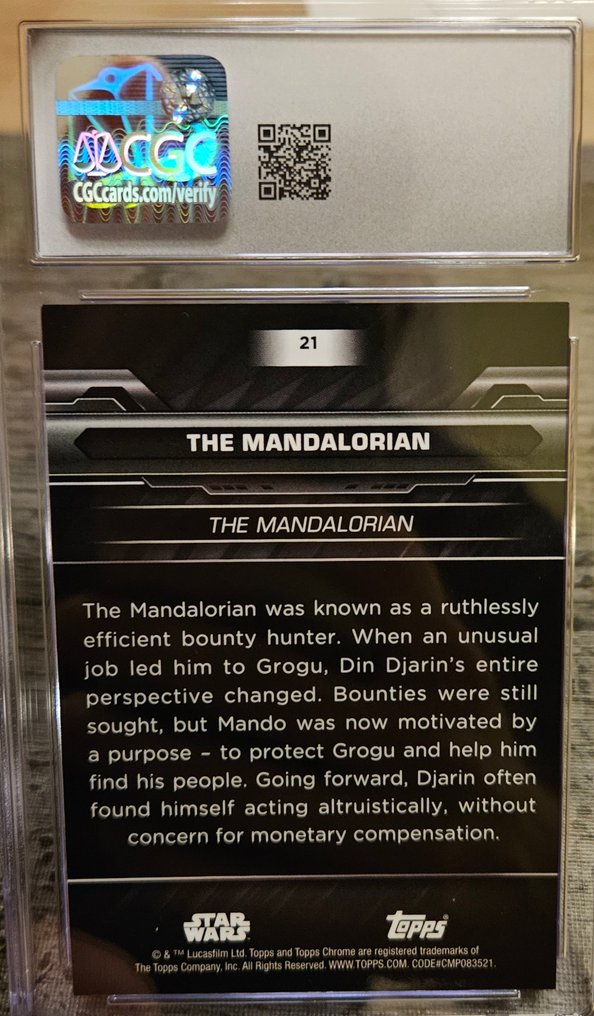 CGC
CGCcards.com/verify
21
THE MANDALORIAN
THE MANDALORIAN
The Mandalorian was known as a ruthlessly
efficient bounty hunter. When an unusual
job led him to Grogu, Din Djarin's entire
perspective changed. Bounties were still
sought, but Mando was now motivated by
a purpose – to protect Grogu and help him
find his people. Going forward, Djarin often
found himself acting altruistically, without
concern for monetary compensation.
STAR
WARS
TOPPS®
© & ™ Lucasfilm Ltd. Topps and Topps Chrome are registered trademarks of
The Topps Company, Inc. All Rights Reserved. WWW.TOPPS.COM. CODE#CMP083521.